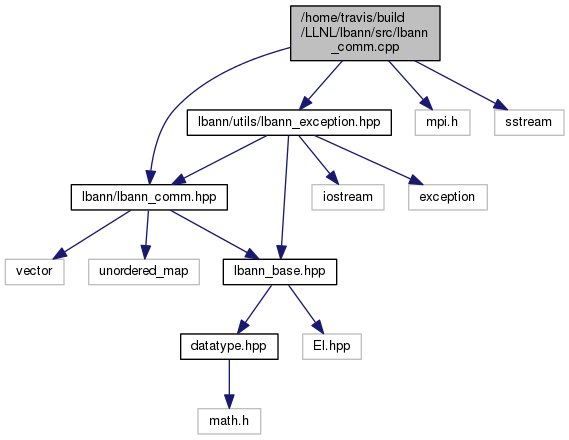 /home/travis/build
/LLNL/lbann/src/lbann
_comm.cpp
lbann/utils/lbann_exception.hpp
mpi.h
sstream
lbann/lbann_comm.hpp
iostream
exception
vector
unordered_map
lbann_base.hpp
datatype.hpp
El.hpp
math.h